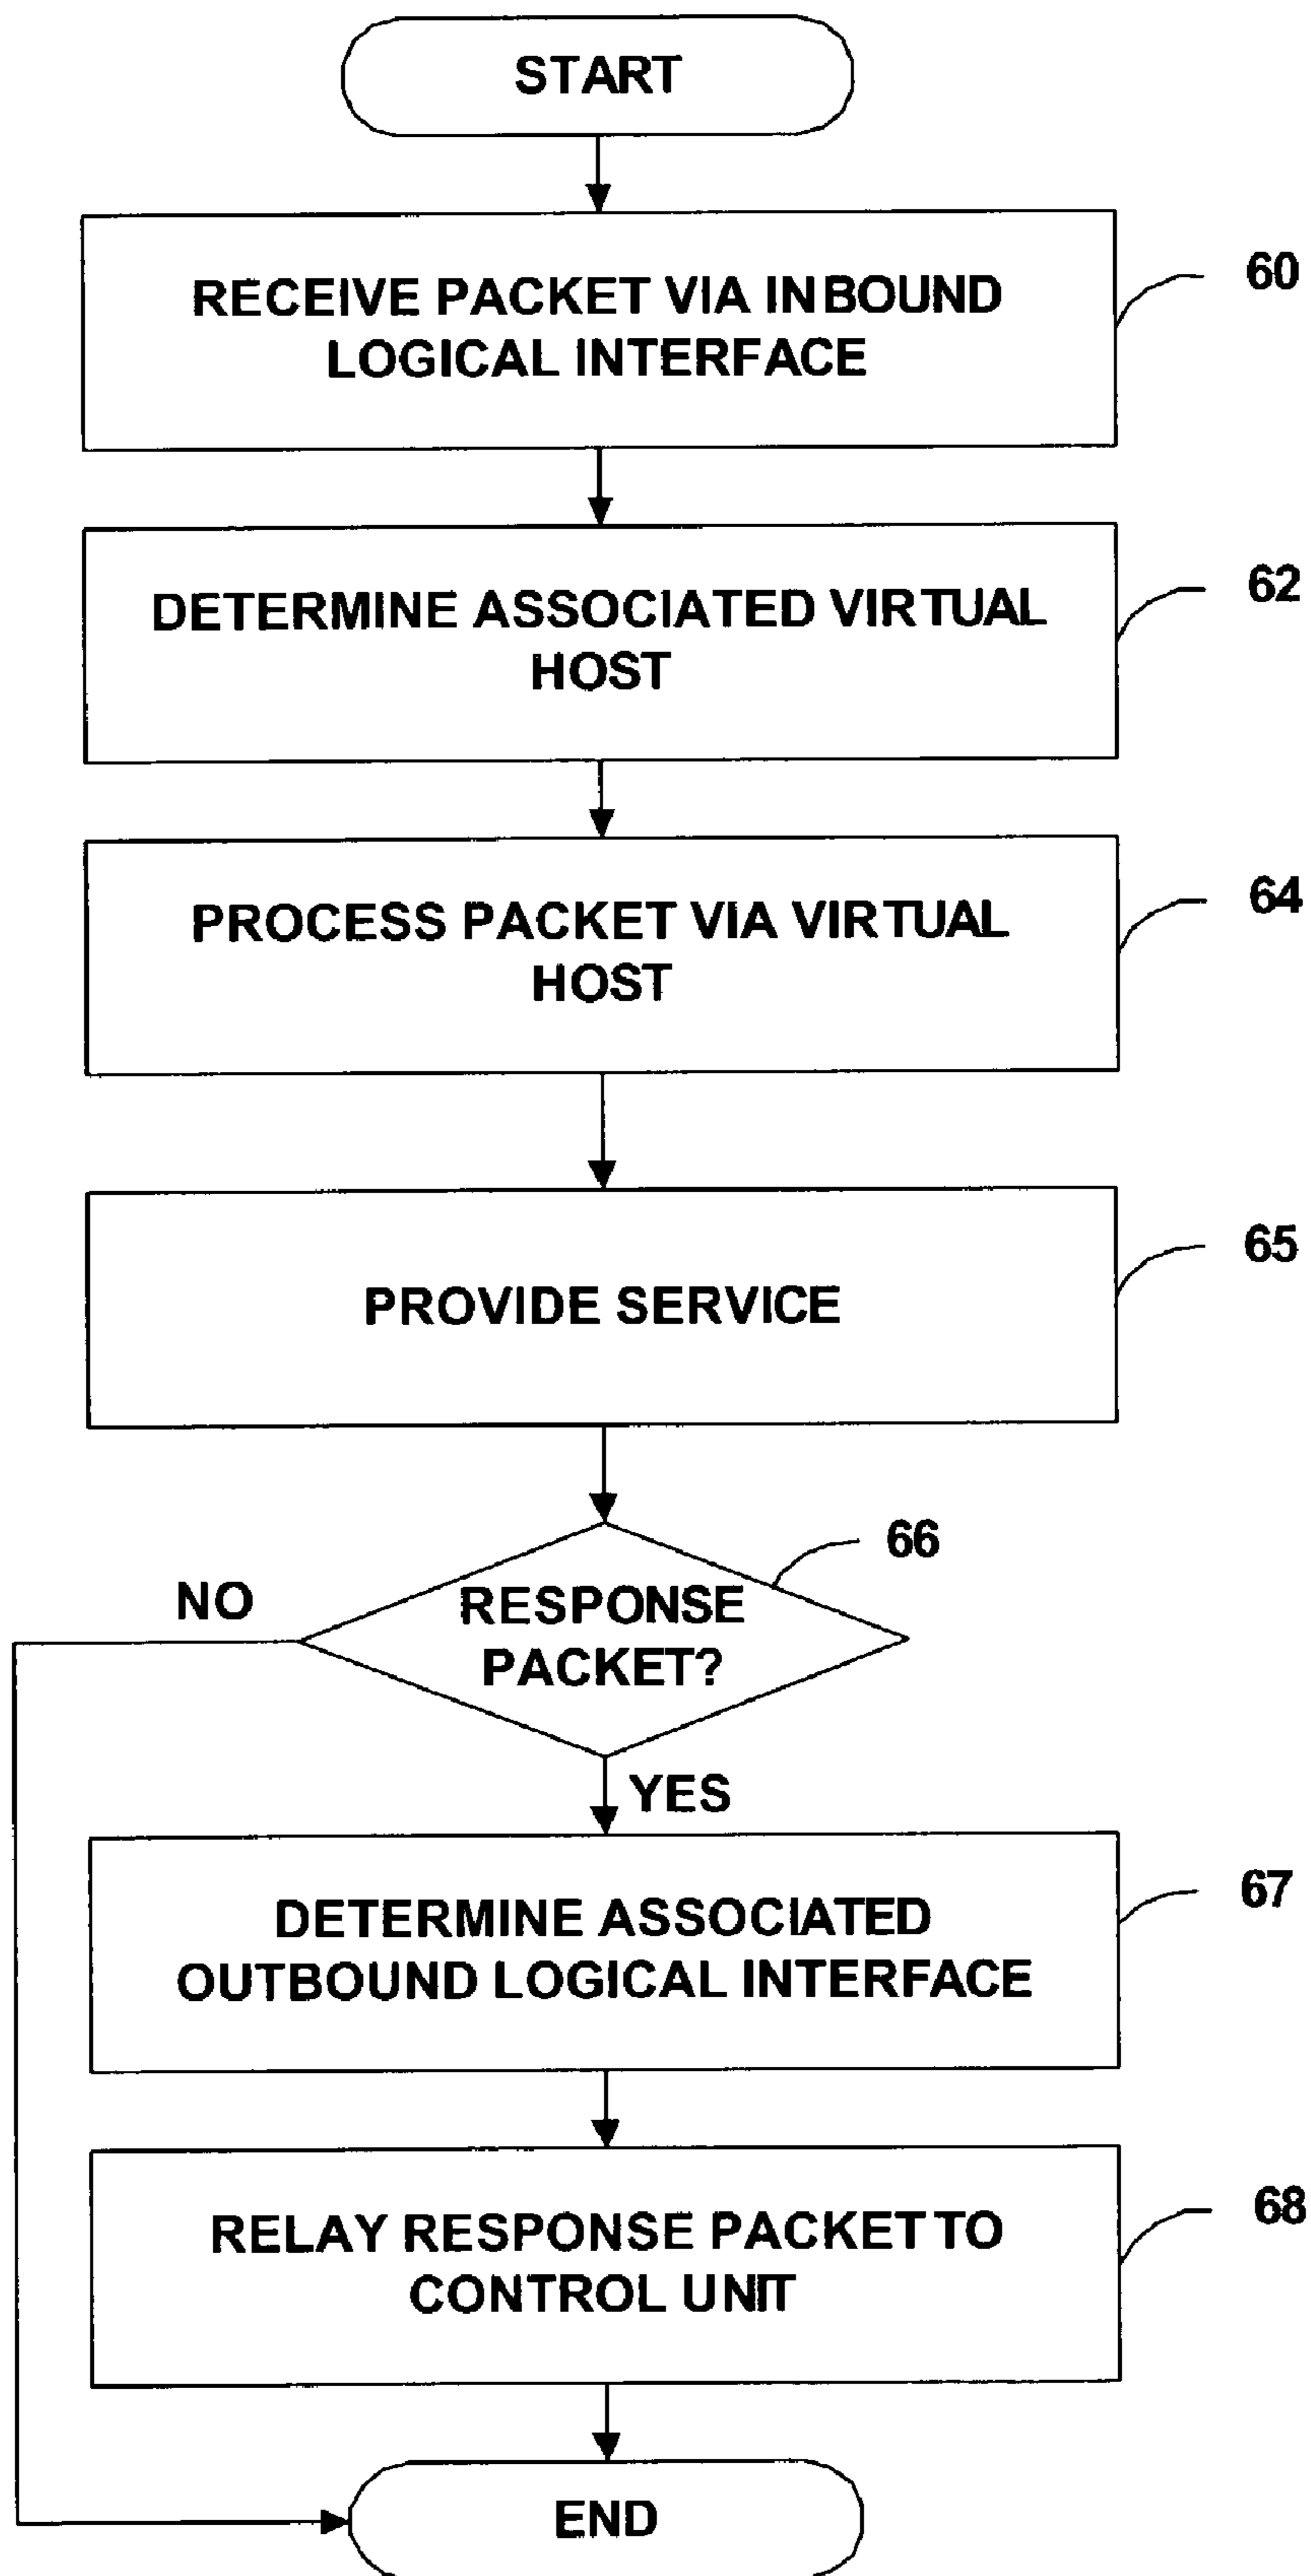 START
RECEIVE PACKET VIA INBOUND
LOGICAL INTERFACE
60
DETERMINE ASSOCIATED VIRTUAL
HOST
62
PROCESS PACKET VIA VIRTUAL
HOST
64
PROVIDE SERVICE
65
RESPONSE
PACKET?
66
NO
YES
DETERMINE ASSOCIATED
OUTBOUND LOGICAL INTERFACE
67
RELAY RESPONSE PACKET TO
CONTROL UNIT
68
END